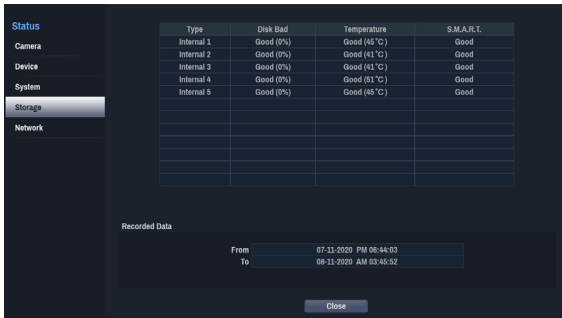 Status
Camera
Device
System
Storage
Network
Type Disk Bad Temperature S.M.A.R.T.
Internal 1 Good (0%) Good (45˚C) Good
Internal 2 Good (0%) Good (41˚C) Good
Internal 3 Good (0%) Good (41˚C) Good
Internal 4 Good (0%) Good (51˚C) Good
Internal 5 Good (0%) Good (45˚C) Good
Recorded Data
From 07-11-2020 PM 06:44:03
To 08-11-2020 AM 03:45:52
Close